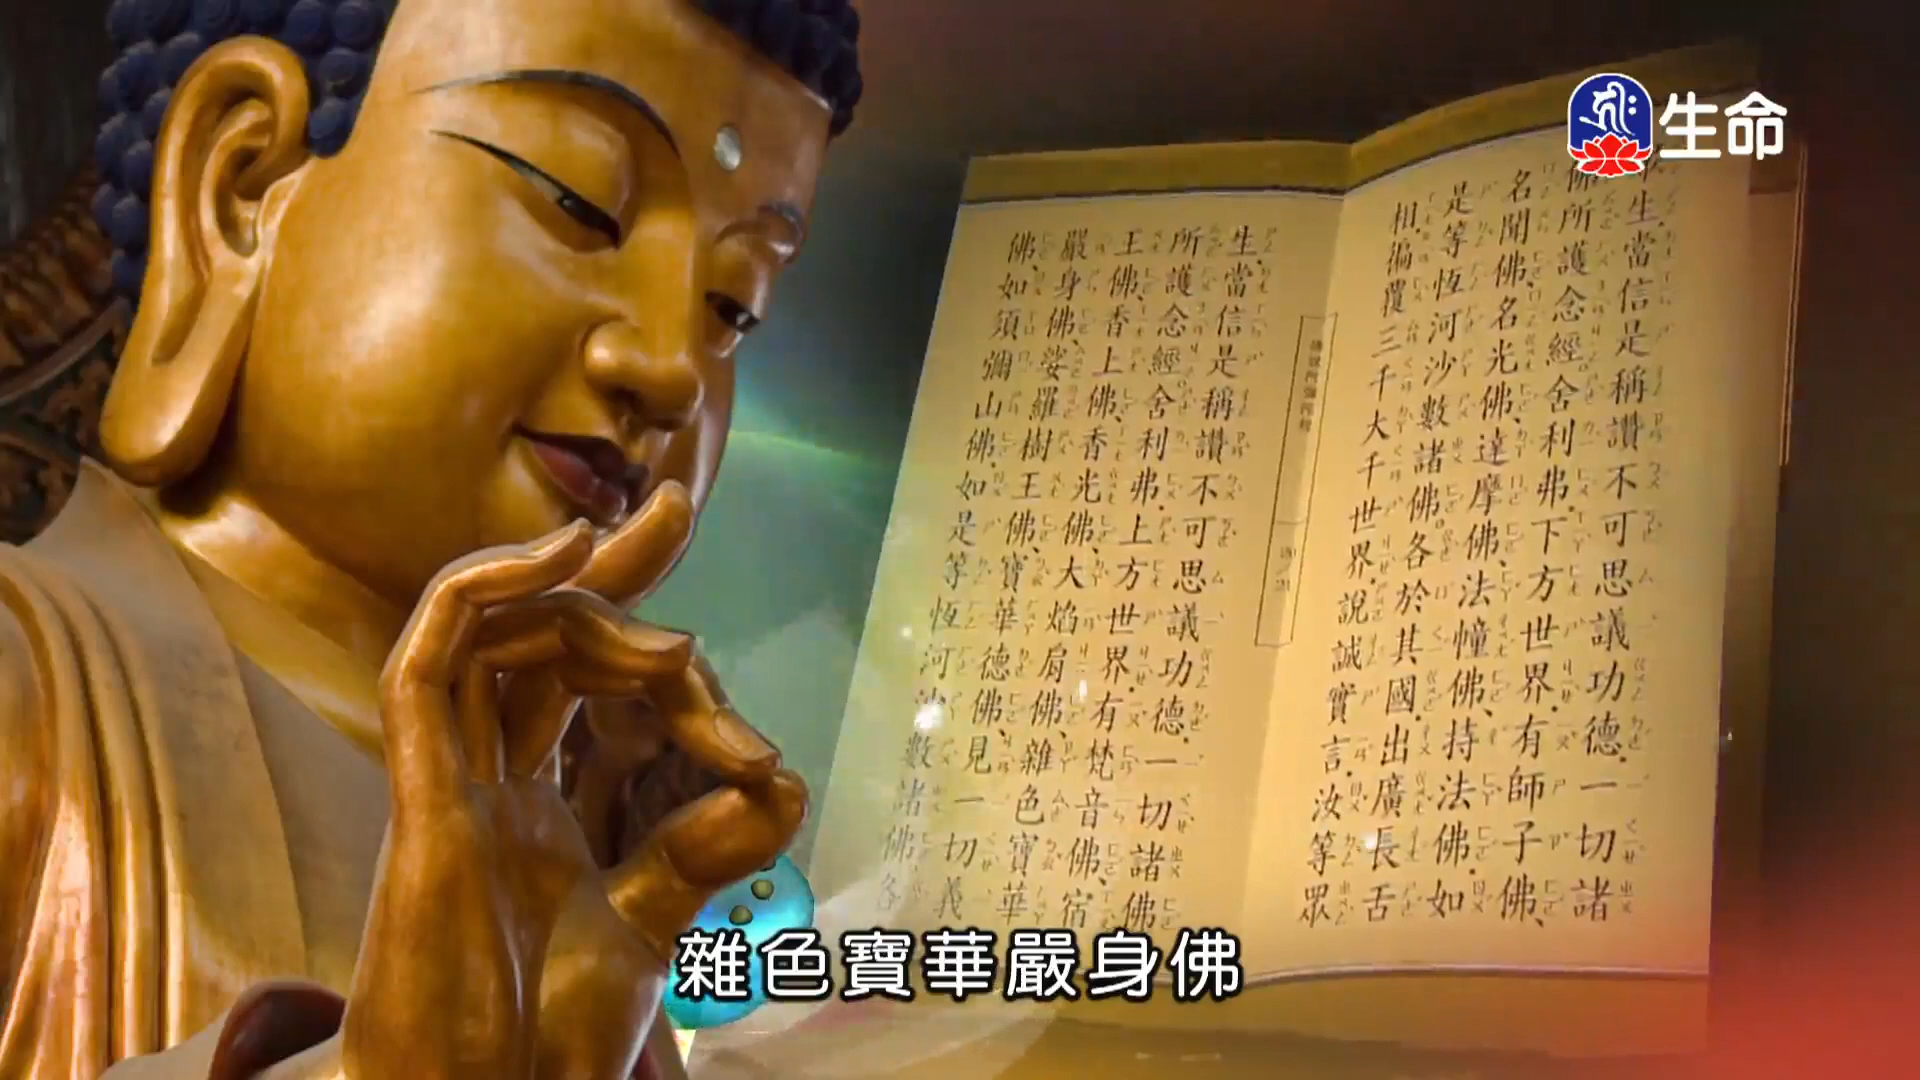 生命
生、當信是稱讚不可思議功德.一切諸
佛所護念經。舍利弗.下方世界.有師子佛、
名聞佛、名光佛、達摩佛、法幢佛、持法佛.如
是等恆河沙數諸佛。各於其國.出廣長舌
相.徧覆三千大千世界.說誠實言.汝等眾
佛說阿彌陀經
生、當信是稱讚不可思議功德.一切諸佛
所護念經。舍利弗.上方世界.有梵音佛、宿
王佛、香上佛、香光佛、大焰肩佛、雜色寶華
嚴身佛、娑羅樹王佛、寶華德佛、見一切義
佛、如須彌山佛.如是等恆河沙數諸佛各
雜色寶華嚴身佛